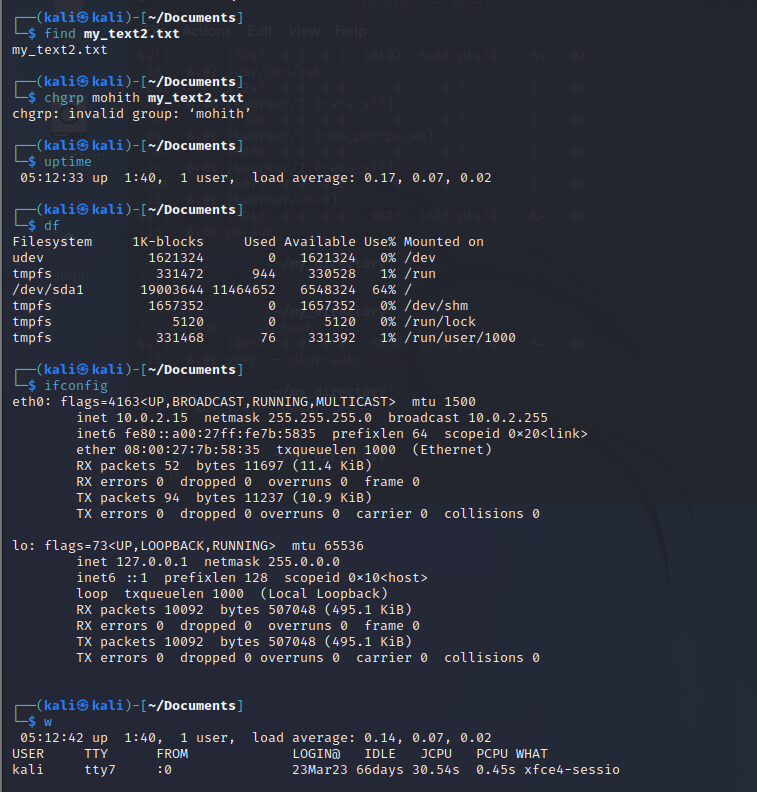 ┌──(kali㉿kali)-[~/Documents]
└─$ find my_text2.txt
my_text2.txt
┌──(kali㉿kali)-[~/Documents]
└─$ chgrp mohith my_text2.txt
chgrp: invalid group: ‘mohith’
┌──(kali㉿kali)-[~/Documents]
└─$ uptime
 05:12:33 up  1:40,  1 user,  load average: 0.17, 0.07, 0.02
┌──(kali㉿kali)-[~/Documents]
└─$ df
Filesystem     1K-blocks     Used Available Use% Mounted on
udev             1621324        0   1621324   0% /dev
tmpfs             331472      944    330528   1% /run
/dev/sda1       19003644 11464652   6548324  64% /
tmpfs            1657352        0   1657352   0% /dev/shm
tmpfs               5120        0      5120   0% /run/lock
tmpfs             331468       76    331392   1% /run/user/1000
┌──(kali㉿kali)-[~/Documents]
└─$ ifconfig
eth0: flags=4163<UP,BROADCAST,RUNNING,MULTICAST>  mtu 1500
        inet 10.0.2.15  netmask 255.255.255.0  broadcast 10.0.2.255
        inet6 fe80::a00:27ff:fe7b:5835  prefixlen 64  scopeid 0x20<link>
        ether 08:00:27:7b:58:35  txqueuelen 1000  (Ethernet)
        RX packets 52  bytes 11697 (11.4 KiB)
        RX errors 0  dropped 0  overruns 0  frame 0
        TX packets 94  bytes 11237 (10.9 KiB)
        TX errors 0  dropped 0 overruns 0  carrier 0  collisions 0
lo: flags=73<UP,LOOPBACK,RUNNING>  mtu 65536
        inet 127.0.0.1  netmask 255.0.0.0
        inet6 ::1  prefixlen 128  scopeid 0x10<host>
        loop  txqueuelen 1000  (Local Loopback)
        RX packets 10092  bytes 507048 (495.1 KiB)
        RX errors 0  dropped 0  overruns 0  frame 0
        TX packets 10092  bytes 507048 (495.1 KiB)
        TX errors 0  dropped 0 overruns 0  carrier 0  collisions 0
┌──(kali㉿kali)-[~/Documents]
└─$ w
 05:12:42 up  1:40,  1 user,  load average: 0.14, 0.07, 0.02
USER     TTY      FROM             LOGIN@   IDLE   JCPU   PCPU WHAT
kali     tty7     :0               23Mar23 66days 30.54s  0.45s xfce4-sessio